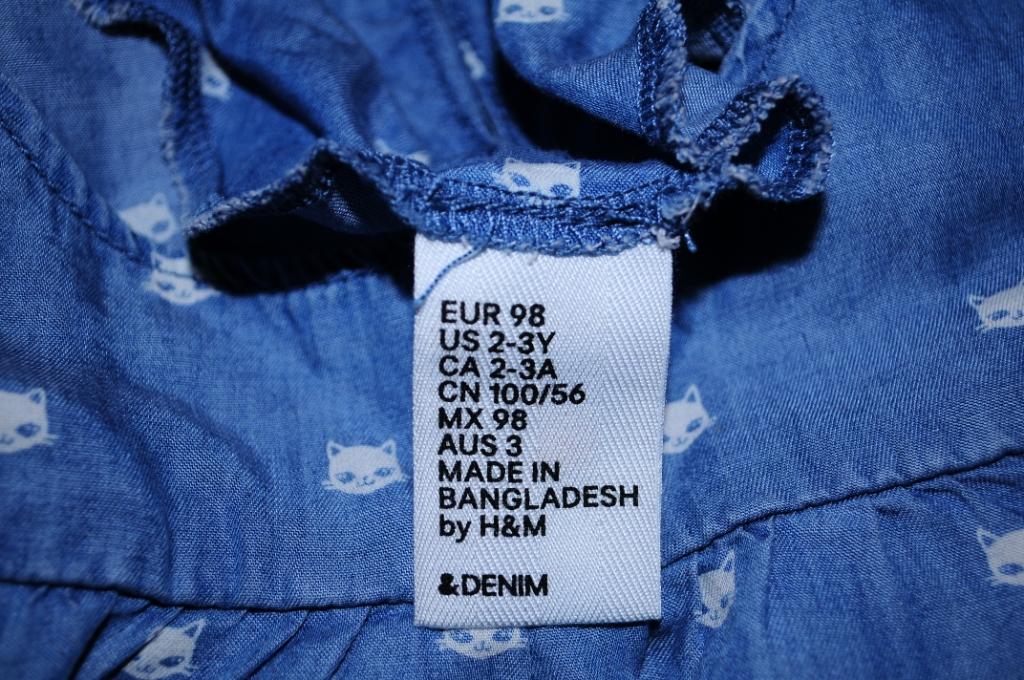 EUR 98
US 2-3Y
CA 2-3A
CN 100/56
MX 98
AUS 3
MADE IN
BANGLADESH
by H&M
&DENIM